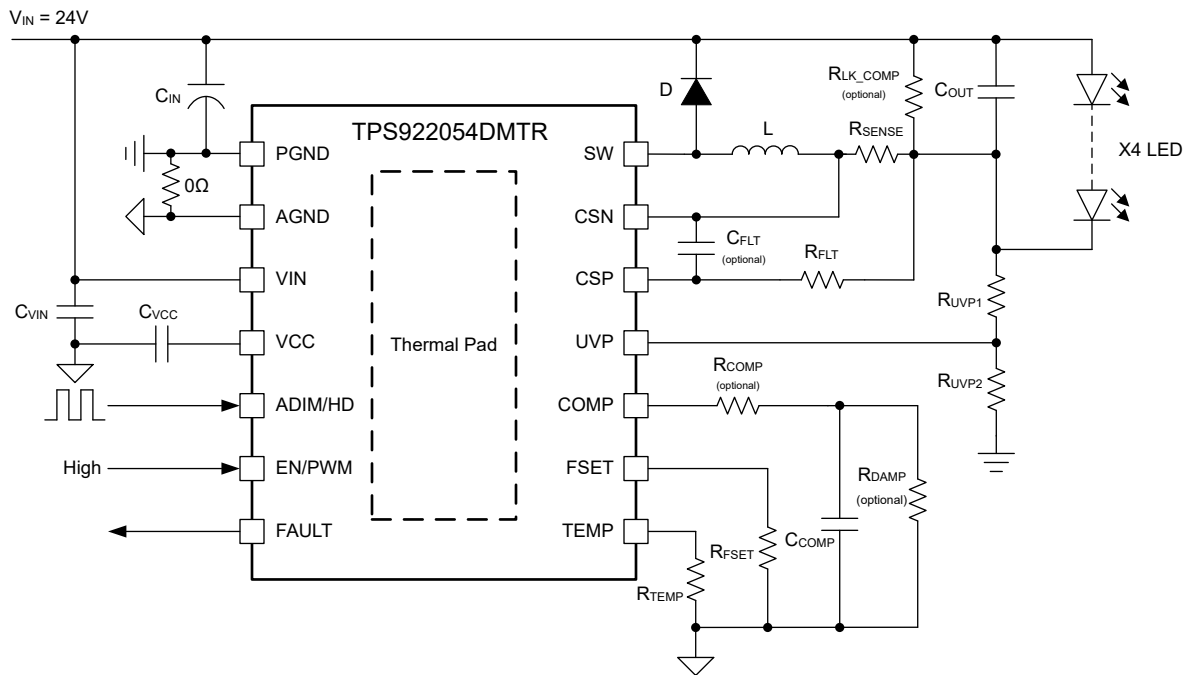 VIN = 24V
CIN
TPS922054DMTR
D
RLK_COMP
(optional)
COUT
L
RSENSE
X4 LED
PGND
SW
0Ω
AGND
CSN
CFLT
(optional)
RFLT
VIN
CSP
CVIN
CVCC
RUVP1
VCC
Thermal Pad
UVP
RCOMP
(optional)
RUVP2
ADIM/HD
COMP
High
EN/PWM
FSET
RDAMP
(optional)
FAULT
TEMP
RFSET
CCOMP
RTEMP